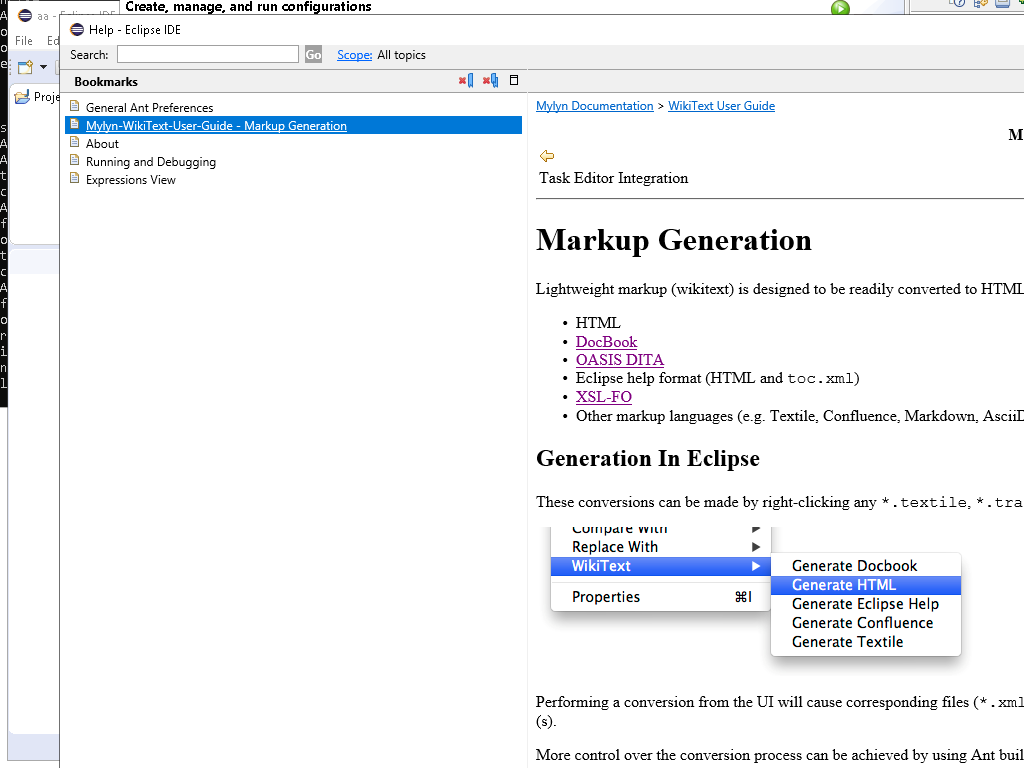 Create, manage, and run configurations
aa - Eclipse IDE
Help - Eclipse IDE
File Ed
Search: Go Scope: All topics
Bookmarks
Proje
General Ant Preferences
Mylyn-WikiText-User-Guide - Markup Generation
About
Running and Debugging
Expressions View
Mylyn Documentation > WikiText User Guide
M
Task Editor Integration
Markup Generation
Lightweight markup (wikitext) is designed to be readily converted to HTML
• HTML
• DocBook
• OASIS DITA
• Eclipse help format (HTML and toc.xml)
• XSL-FO
• Other markup languages (e.g. Textile, Confluence, Markdown, AsciiD
Generation In Eclipse
These conversions can be made by right-clicking any *.textile, *.tra
Compare With
Replace With
WikiText
Properties ⌘I
Generate Docbook
Generate HTML
Generate Eclipse Help
Generate Confluence
Generate Textile
Performing a conversion from the UI will cause corresponding files (*.xml
(s).
More control over the conversion process can be achieved by using Ant buil